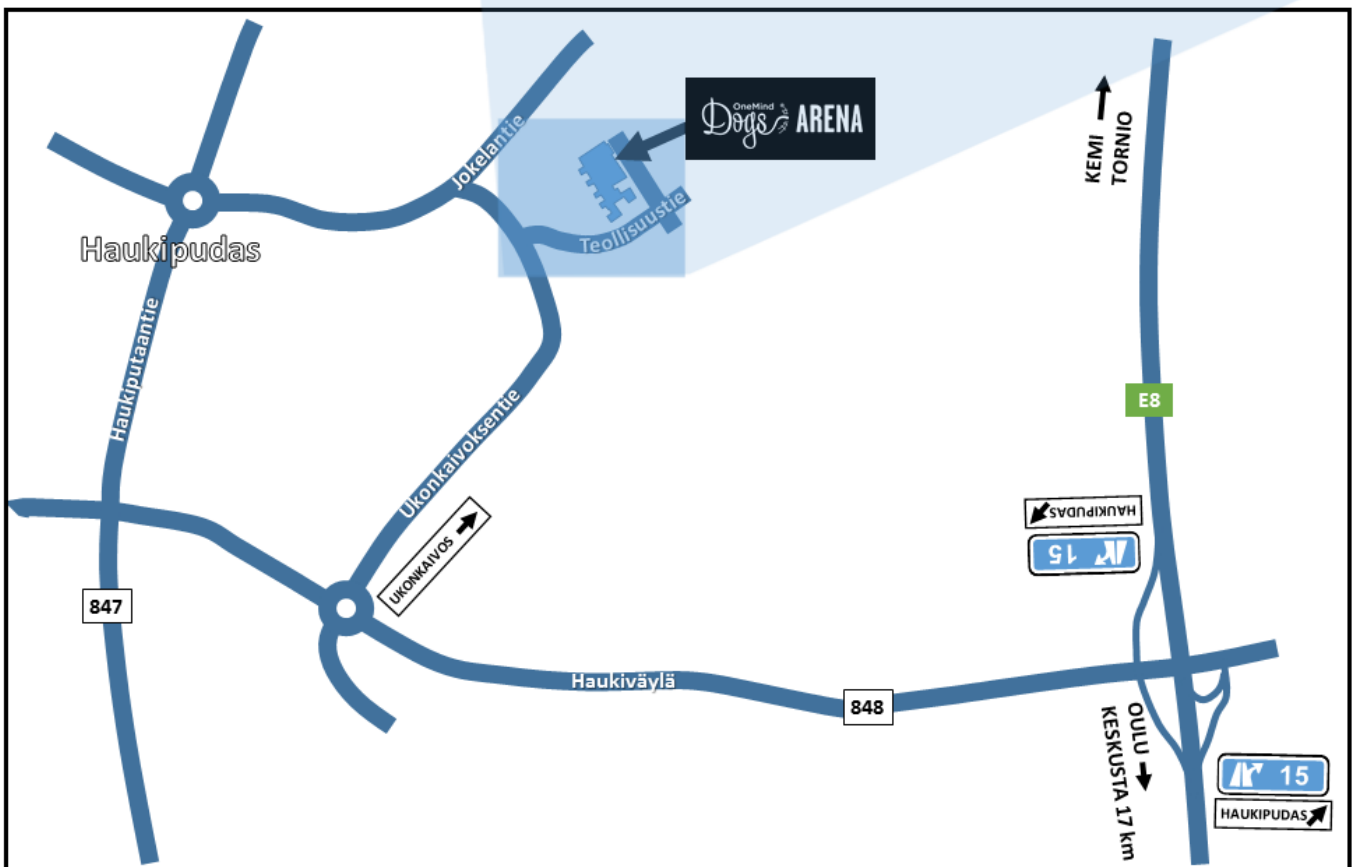 OneMind
Dogs ARENA
KEMI
TORNIO
Jokelantie
Teollisuustie
Haukipudas
Haukiputaantie
E8
Ukonkaivoksentie
HAUKIPUDAS
15
UKONKAIVOS
847
Haukiväylä
848
OULU
KESKUSTA 17 km
15
HAUKIPUDAS